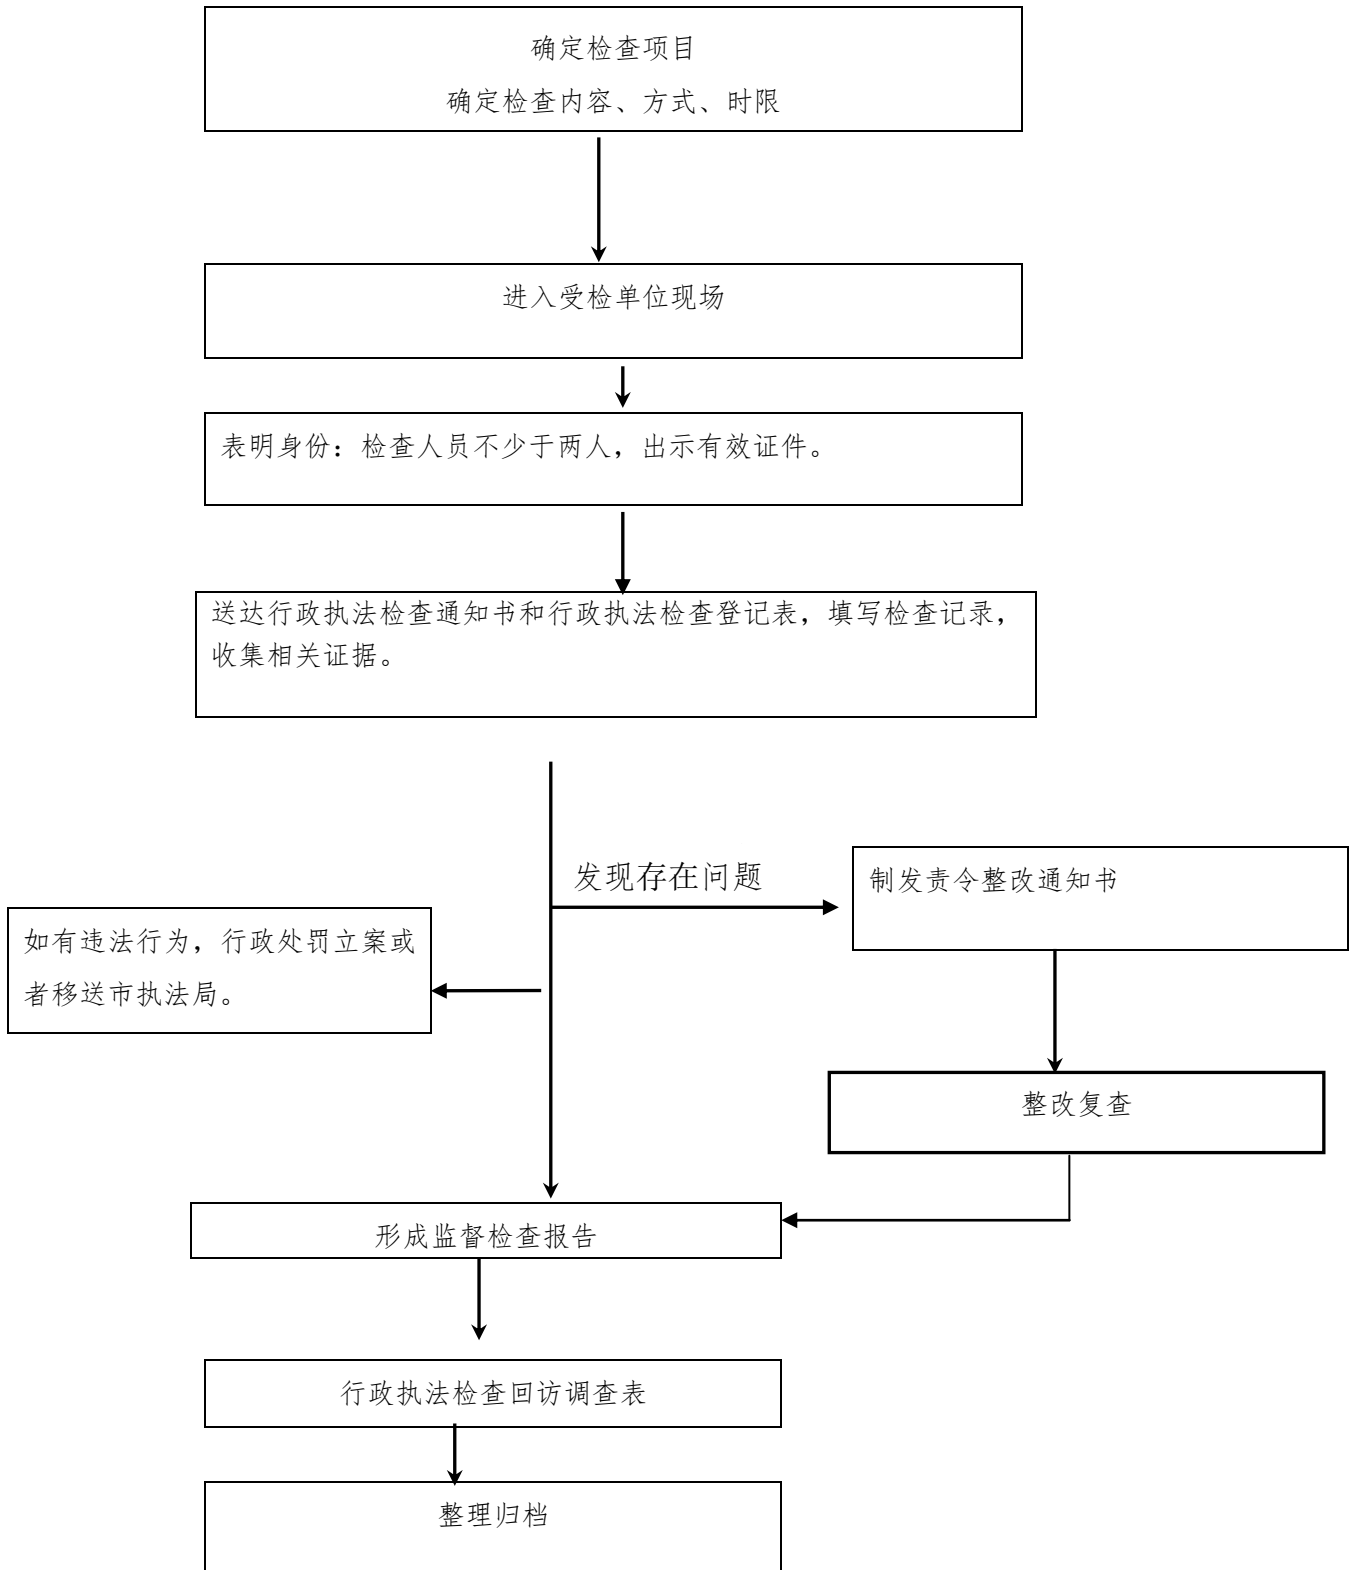 确定检查项目
确定检查内容、方式、时限
进入受检单位现场
表明身份：检查人员不少于两人，出示有效证件。
送达行政执法检查通知书和行政执法检查登记表，填写检查记录，
收集相关证据。
发现存在问题
制发责令整改通知书
如有违法行为，行政处罚立案或
者移送市执法局。
整改复查
形成监督检查报告
行政执法检查回访调查表
整理归档